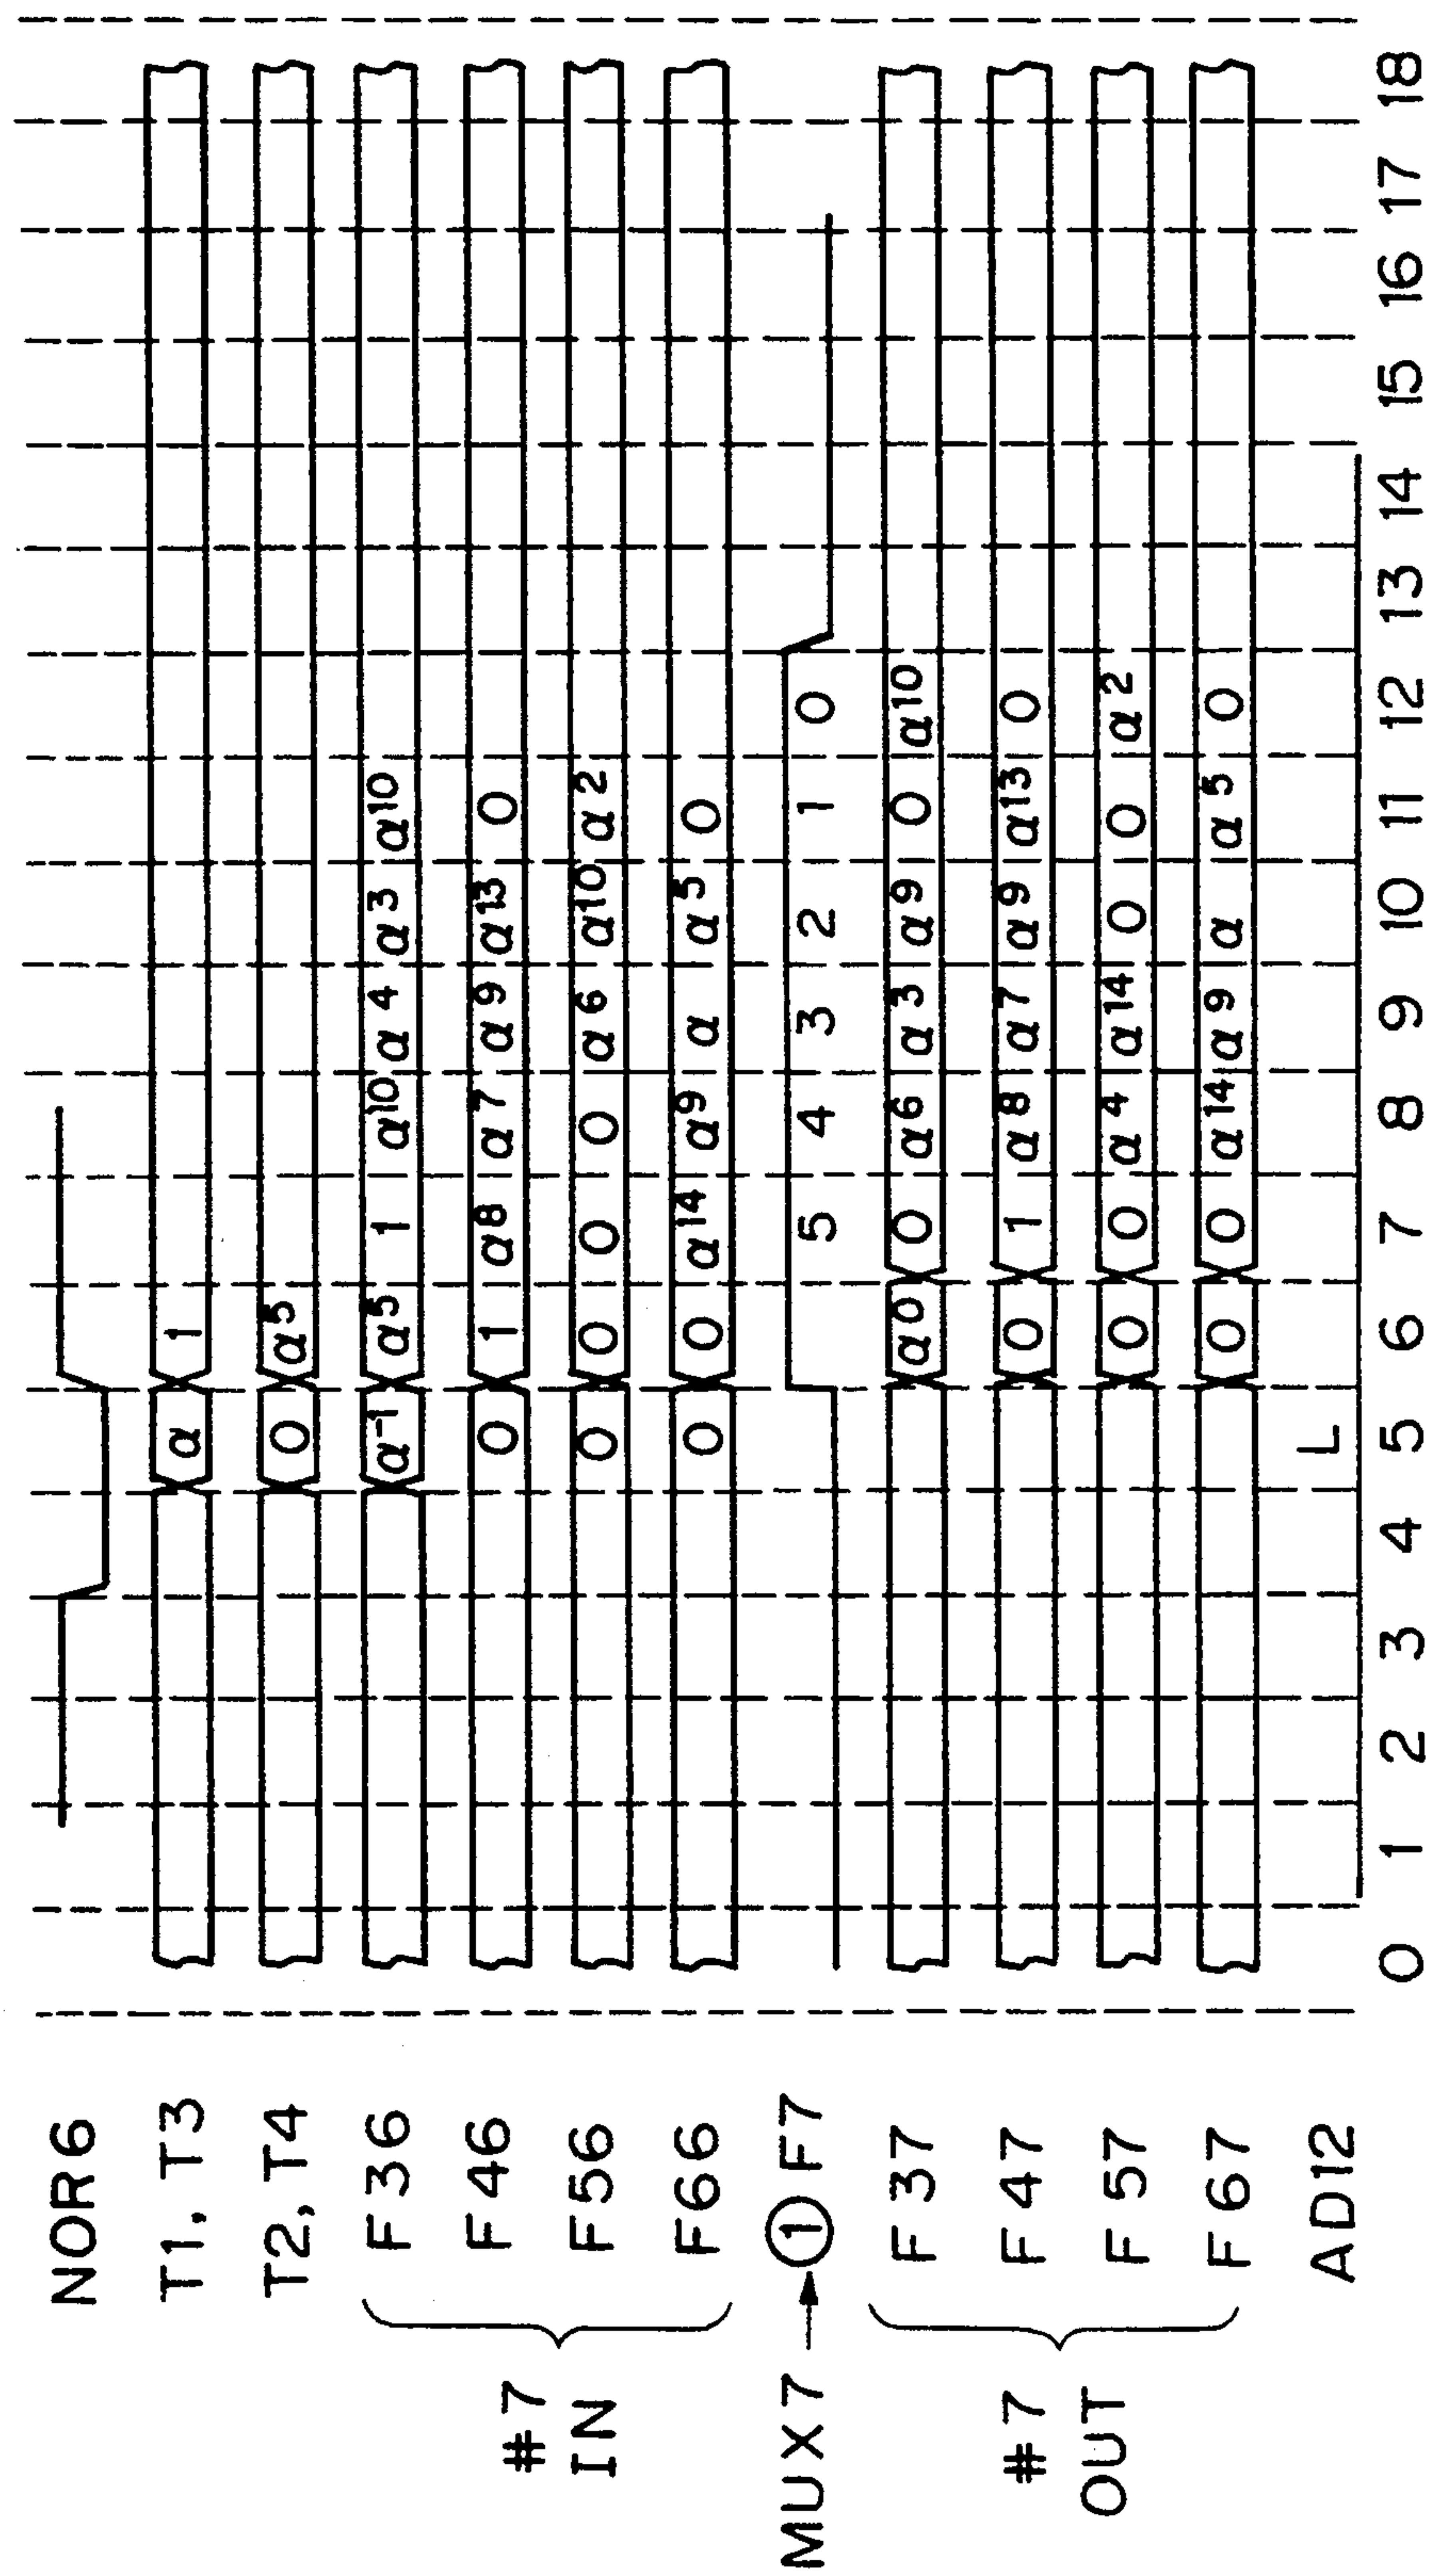 NOR6
T1, T3 α 1
T2, T4 0 α⁵
#7 IN
F36 α⁻¹ α⁵ 1 α¹⁰ α⁴ α³ α¹⁰
F46 0 1 α⁸ α⁷ α⁹ α¹³ 0
F56 0 0 0 0 α⁶ α¹⁰ α²
F66 0 0 α¹⁴ α⁹ α α⁵ 0
MUX7 → ① F7 5 4 3 2 1 0
#7 OUT
F37 α⁰ 0 α⁶ α³ α⁹ 0 α¹⁰
F47 0 1 α⁸ α⁷ α⁹ α¹³ 0
F57 0 0 α⁴ α¹⁴ 0 0 α²
F67 0 0 α¹⁴ α⁹ α α⁵ 0
AD12 L
0 1 2 3 4 5 6 7 8 9 10 11 12 13 14 15 16 17 18